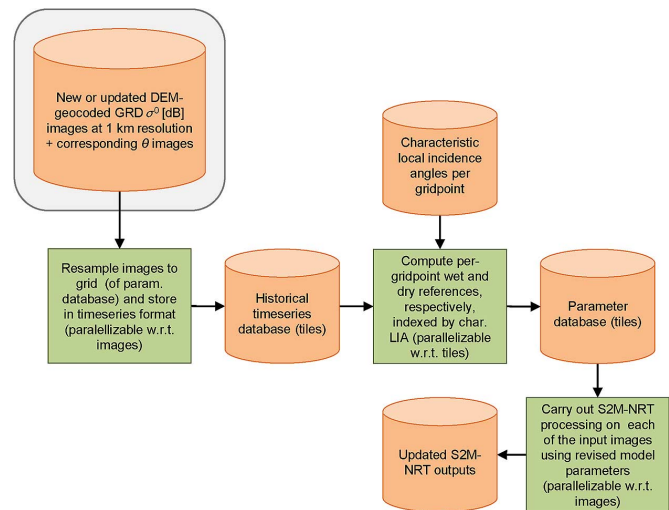 New or updated DEM-
geocoded GRD σ⁰ [dB]
images at 1 km resolution
+ corresponding θ images
Characteristic
local incidence
angles per
gridpoint
Resample images to
grid (of param.
database) and store
in timeseries format
(paralellizable w.r.t.
images)
Historical
timeseries
database (tiles)
Compute per-
gridpoint wet and
dry references,
respectively,
indexed by char.
LIA (parallelizable
w.r.t. tiles)
Parameter
database (tiles)
Carry out S2M-NRT
processing on each
of the input images
using revised model
parameters
(parallelizable w.r.t.
images)
Updated S2M-
NRT outputs